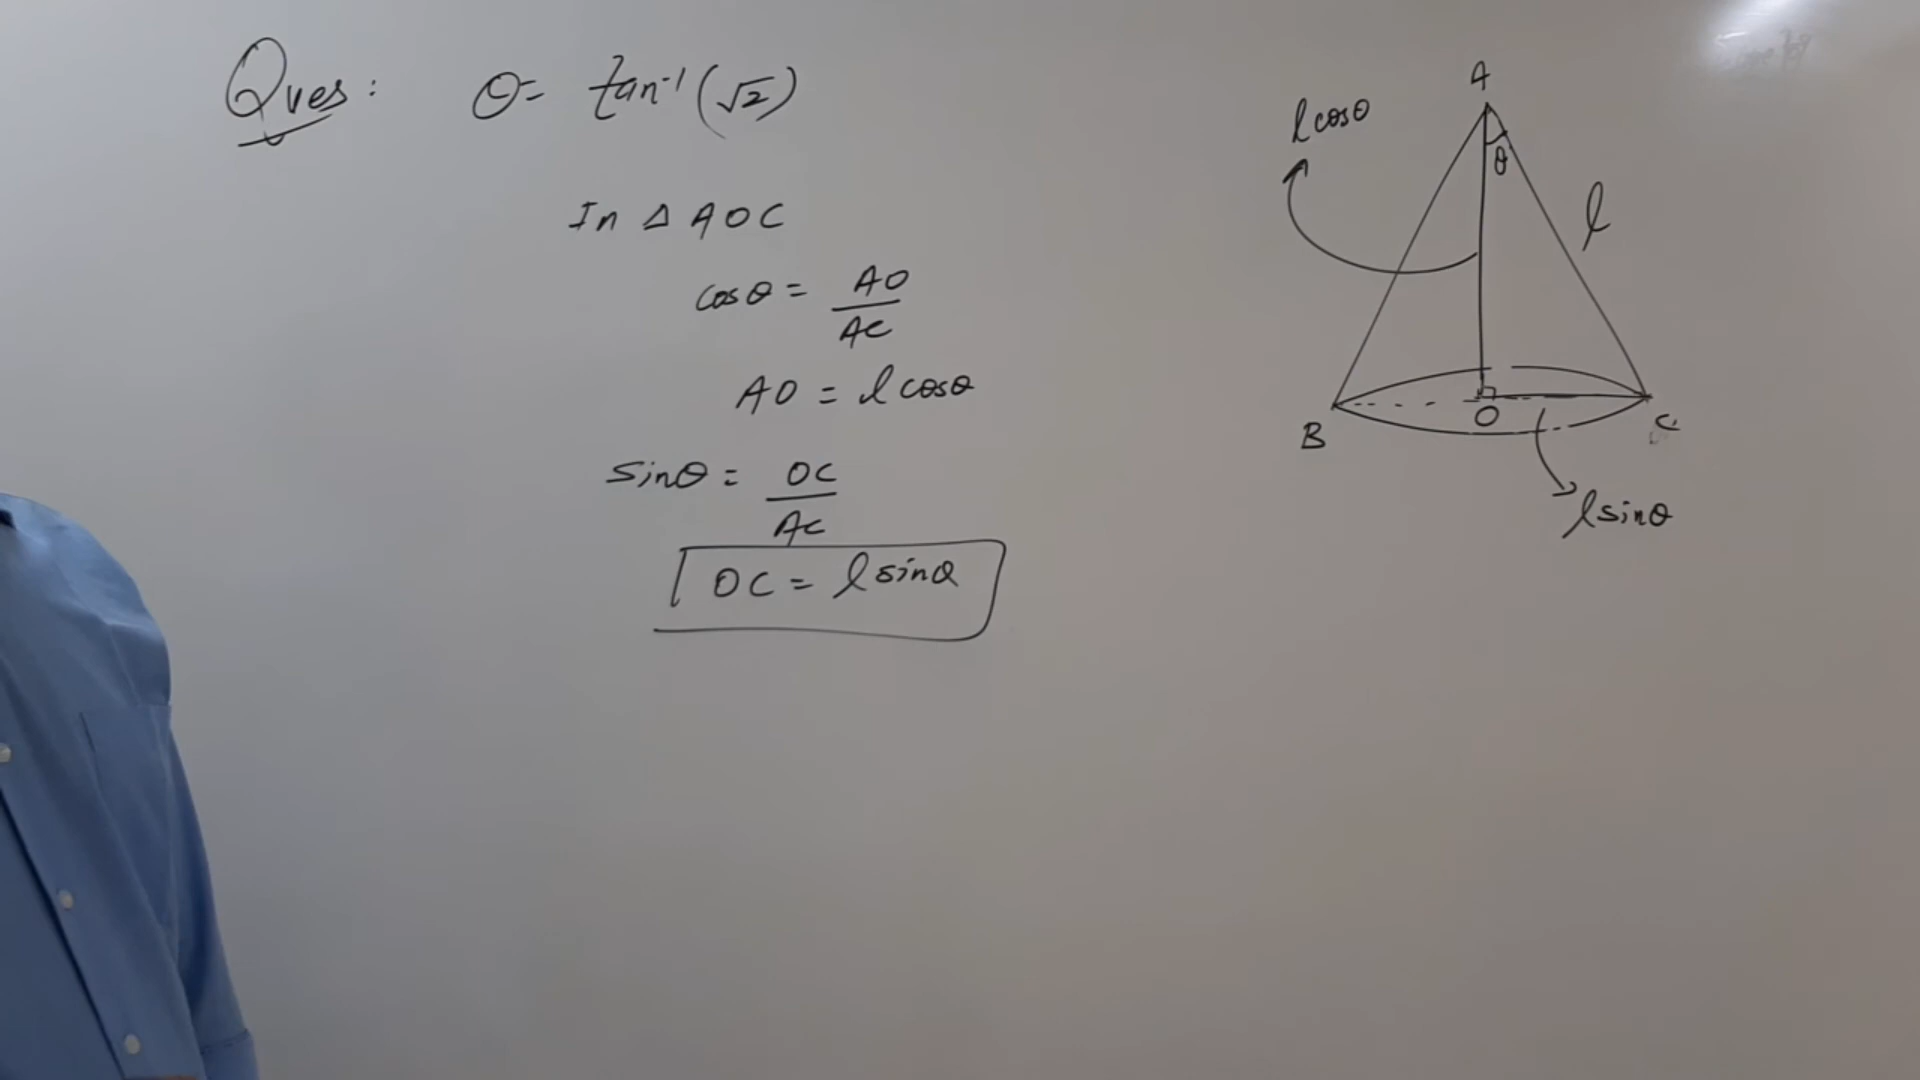 Ques: θ = tan⁻¹(√2)
In Δ AOC
cosθ = AO/AC
AO = l cosθ
sinθ = OC/AC
OC = l sinθ
A
l cosθ
θ
l
B
O
C
l sinθ